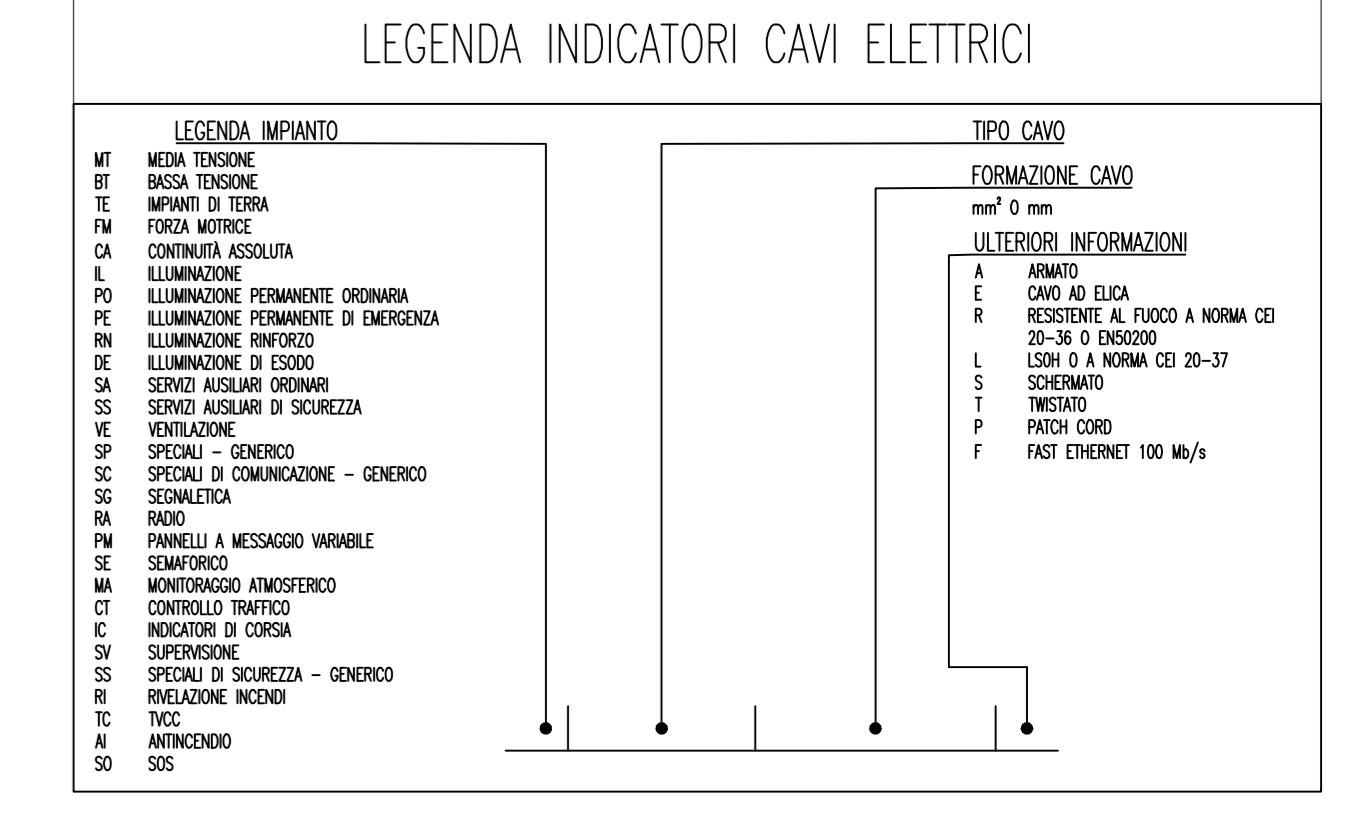 LEGENDA INDICATORI CAVI ELETTRICI
LEGENDA IMPIANTO
MT MEDIA TENSIONE
BT BASSA TENSIONE
TE IMPIANTI DI TERRA
FM FORZA MOTRICE
CA CONTINUITÀ ASSOLUTA
IL ILLUMINAZIONE
PO ILLUMINAZIONE PERMANENTE ORDINARIA
PE ILLUMINAZIONE PERMANENTE DI EMERGENZA
RN ILLUMINAZIONE RINFORZO
DE ILLUMINAZIONE DI ESODO
SA SERVIZI AUSILIARI ORDINARI
SS SERVIZI AUSILIARI DI SICUREZZA
VE VENTILAZIONE
SP SPECIALI – GENERICO
SC SPECIALI DI COMUNICAZIONE – GENERICO
SG SEGNALETICA
RA RADIO
PM PANNELLI A MESSAGGIO VARIABILE
SE SEMAFORICO
MA MONITORAGGIO ATMOSFERICO
CT CONTROLLO TRAFFICO
IC INDICATORI DI CORSIA
SV SUPERVISIONE
SS SPECIALI DI SICUREZZA – GENERICO
RI RIVELAZIONE INCENDI
TC TVCC
AI ANTINCENDIO
SO SOS
TIPO CAVO
FORMAZIONE CAVO
mm² O mm
ULTERIORI INFORMAZIONI
A ARMATO
E CAVO AD ELICA
R RESISTENTE AL FUOCO A NORMA CEI
20–36 O EN50200
L LSOH O A NORMA CEI 20–37
S SCHERMATO
T TWISTATO
P PATCH CORD
F FAST ETHERNET 100 Mb/s